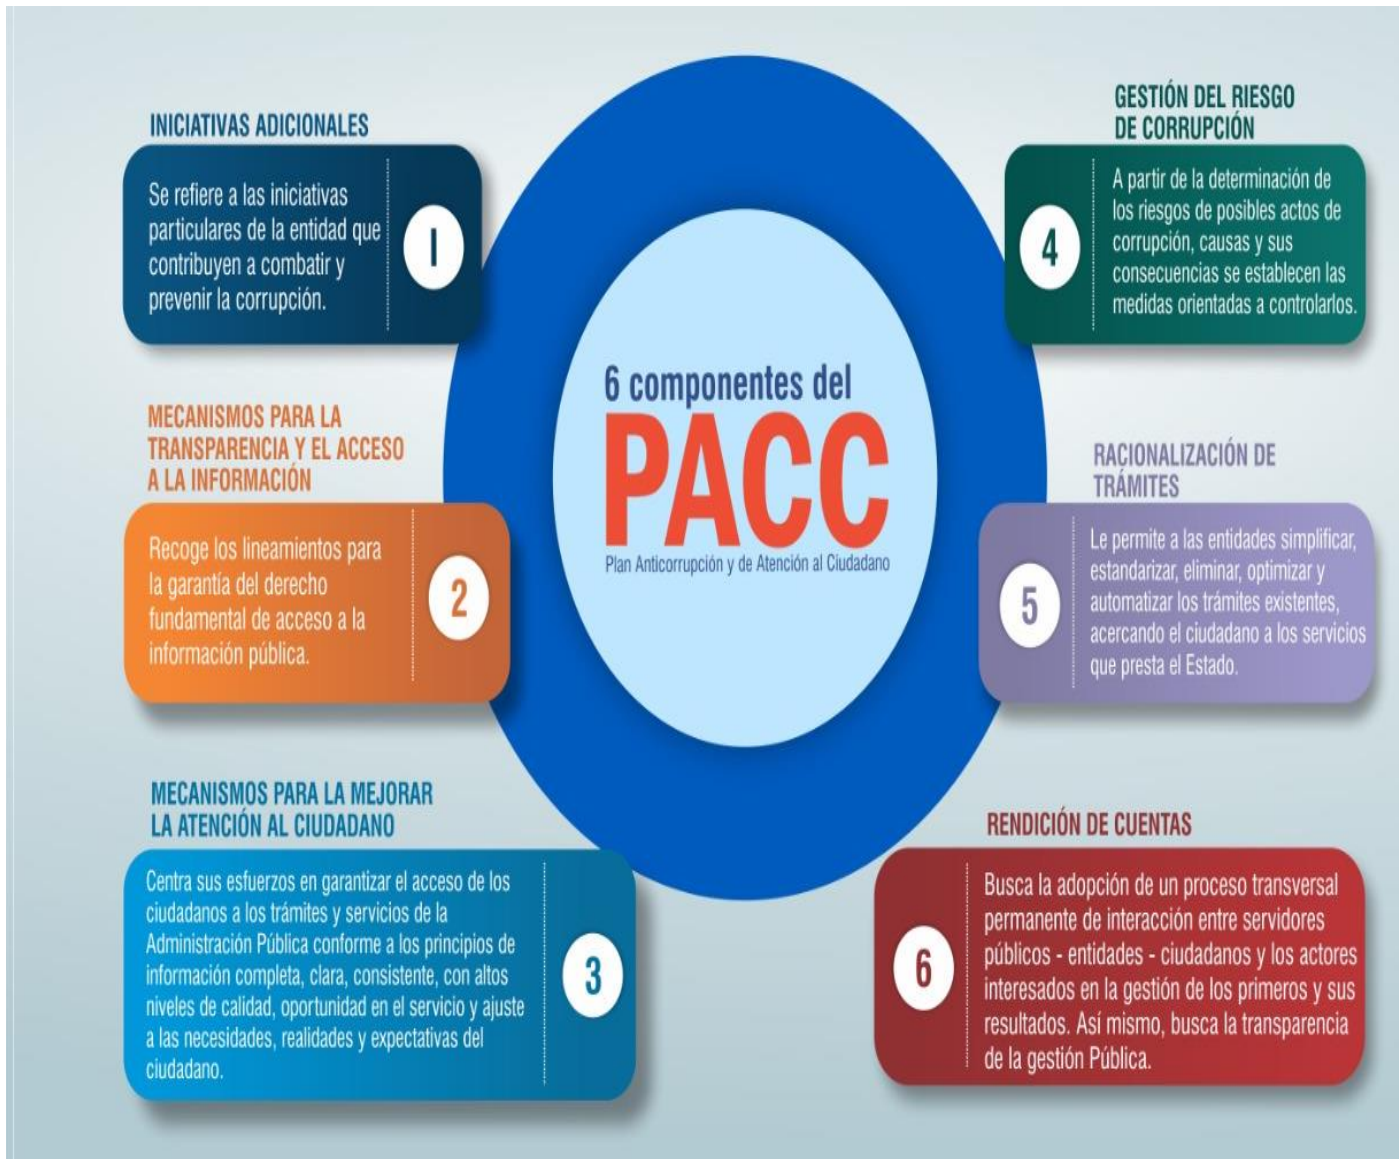 INICIATIVAS ADICIONALES
Se refiere a las iniciativas
particulares de la entidad que
contribuyen a combatir y
prevenir la corrupción.
1
MECANISMOS PARA LA
TRANSPARENCIA Y EL ACCESO
A LA INFORMACIÓN
Recoge los lineamientos para
la garantía del derecho
fundamental de acceso a la
información pública.
2
MECANISMOS PARA LA MEJORAR
LA ATENCIÓN AL CIUDADANO
Centra sus esfuerzos en garantizar el acceso de los
ciudadanos a los trámites y servicios de la
Administración Pública conforme a los principios de
información completa, clara, consistente, con altos
niveles de calidad, oportunidad en el servicio y ajuste
a las necesidades, realidades y expectativas del
ciudadano.
3
6 componentes del
PACC
Plan Anticorrupción y de Atención al Ciudadano
GESTIÓN DEL RIESGO
DE CORRUPCIÓN
4
A partir de la determinación de
los riesgos de posibles actos de
corrupción, causas y sus
consecuencias se establecen las
medidas orientadas a controlarlos.
RACIONALIZACIÓN DE
TRÁMITES
5
Le permite a las entidades simplificar,
estandarizar, eliminar, optimizar y
automatizar los trámites existentes,
acercando el ciudadano a los servicios
que presta el Estado.
RENDICIÓN DE CUENTAS
6
Busca la adopción de un proceso transversal
permanente de interacción entre servidores
públicos - entidades - ciudadanos y los actores
interesados en la gestión de los primeros y sus
resultados. Así mismo, busca la transparencia
de la gestión Pública.